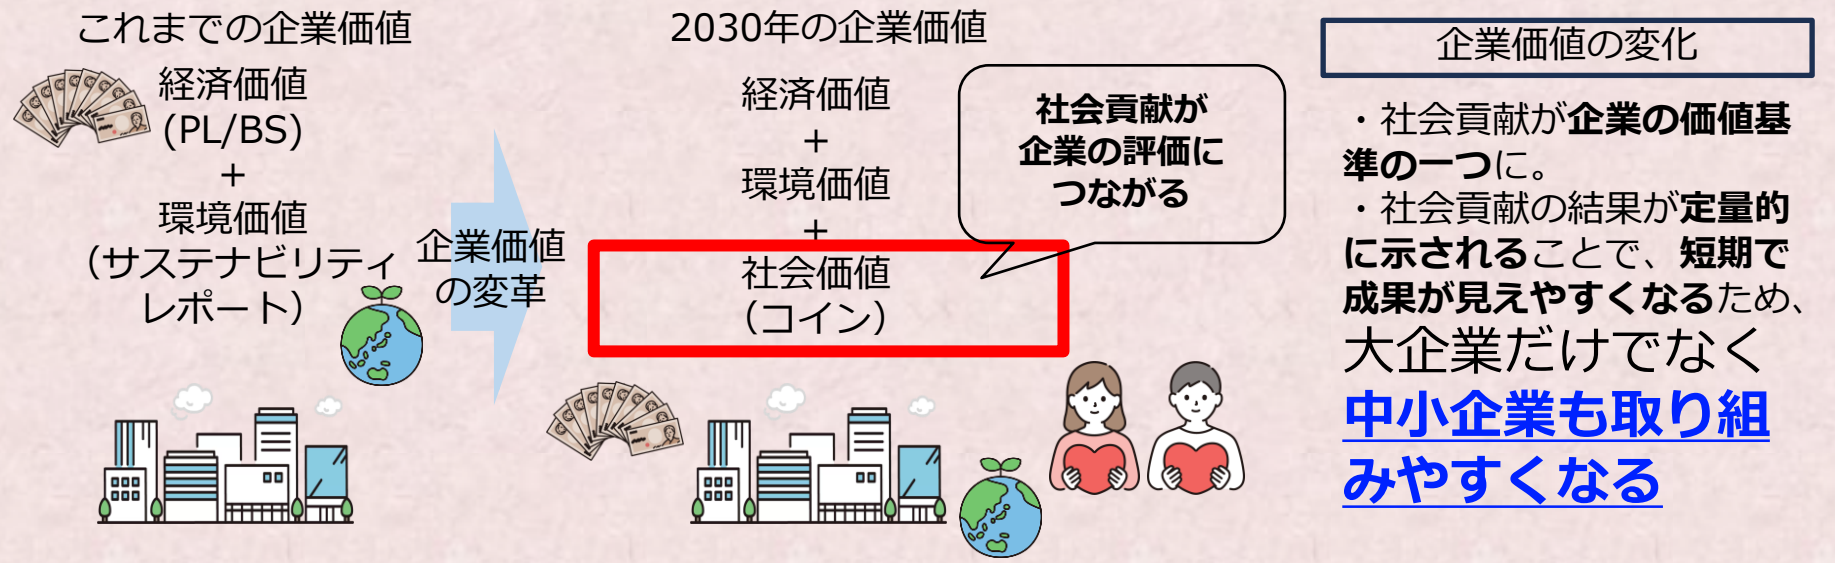 これまでの企業価値
経済価値
(PL/BS)
+
環境価値
（サステナビリティ
レポート）
企業価値
の変革
2030年の企業価値
経済価値
+
環境価値
+
社会価値
（コイン）
社会貢献が
企業の評価に
つながる
企業価値の変化
・社会貢献が企業の価値基
準の一つに。
・社会貢献の結果が定量的
に示されることで、短期で
成果が見えやすくなるため、
大企業だけでなく
中小企業も取り組
みやすくなる